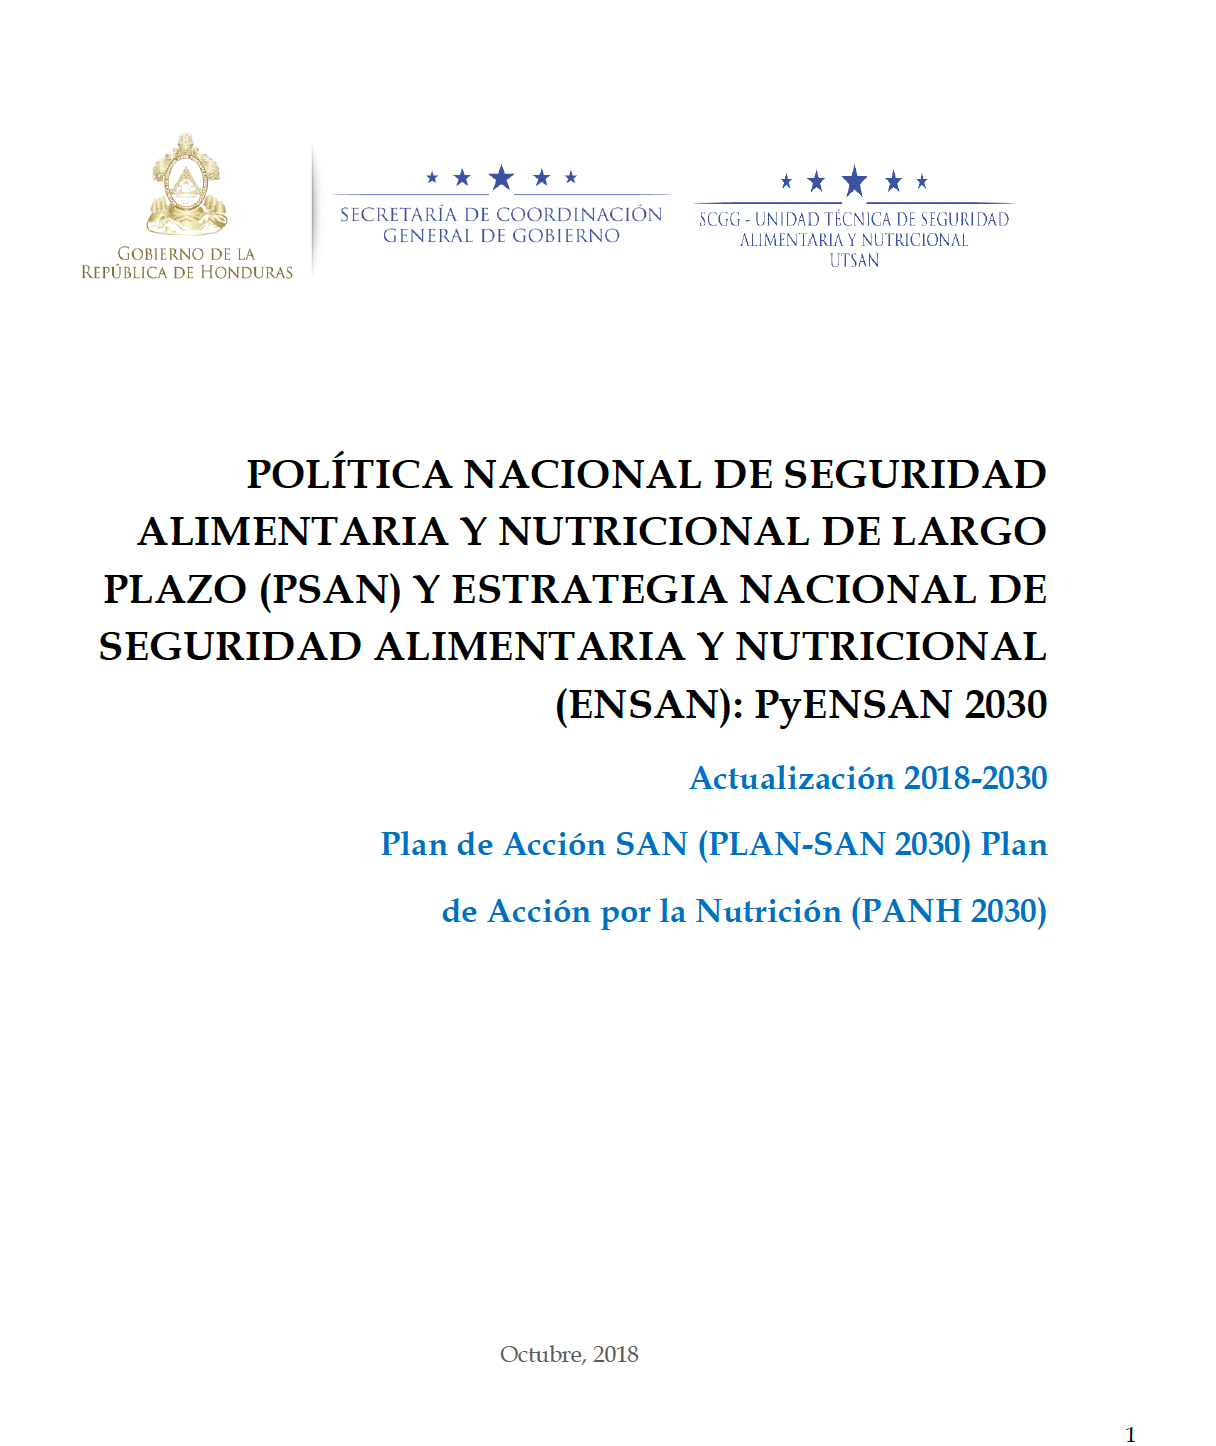 GOBIERNO DE LA
REPÚBLICA DE HONDURAS
SECRETARÍA DE COORDINACIÓN
GENERAL DE GOBIERNO
SCGG - UNIDAD TÉCNICA DE SEGURIDAD
ALIMENTARIA Y NUTRICIONAL
UTSAN
POLÍTICA NACIONAL DE SEGURIDAD
ALIMENTARIA Y NUTRICIONAL DE LARGO
PLAZO (PSAN) Y ESTRATEGIA NACIONAL DE
SEGURIDAD ALIMENTARIA Y NUTRICIONAL
(ENSAN): PyENSAN 2030
Actualización 2018-2030
Plan de Acción SAN (PLAN-SAN 2030) Plan
de Acción por la Nutrición (PANH 2030)
Octubre, 2018
1